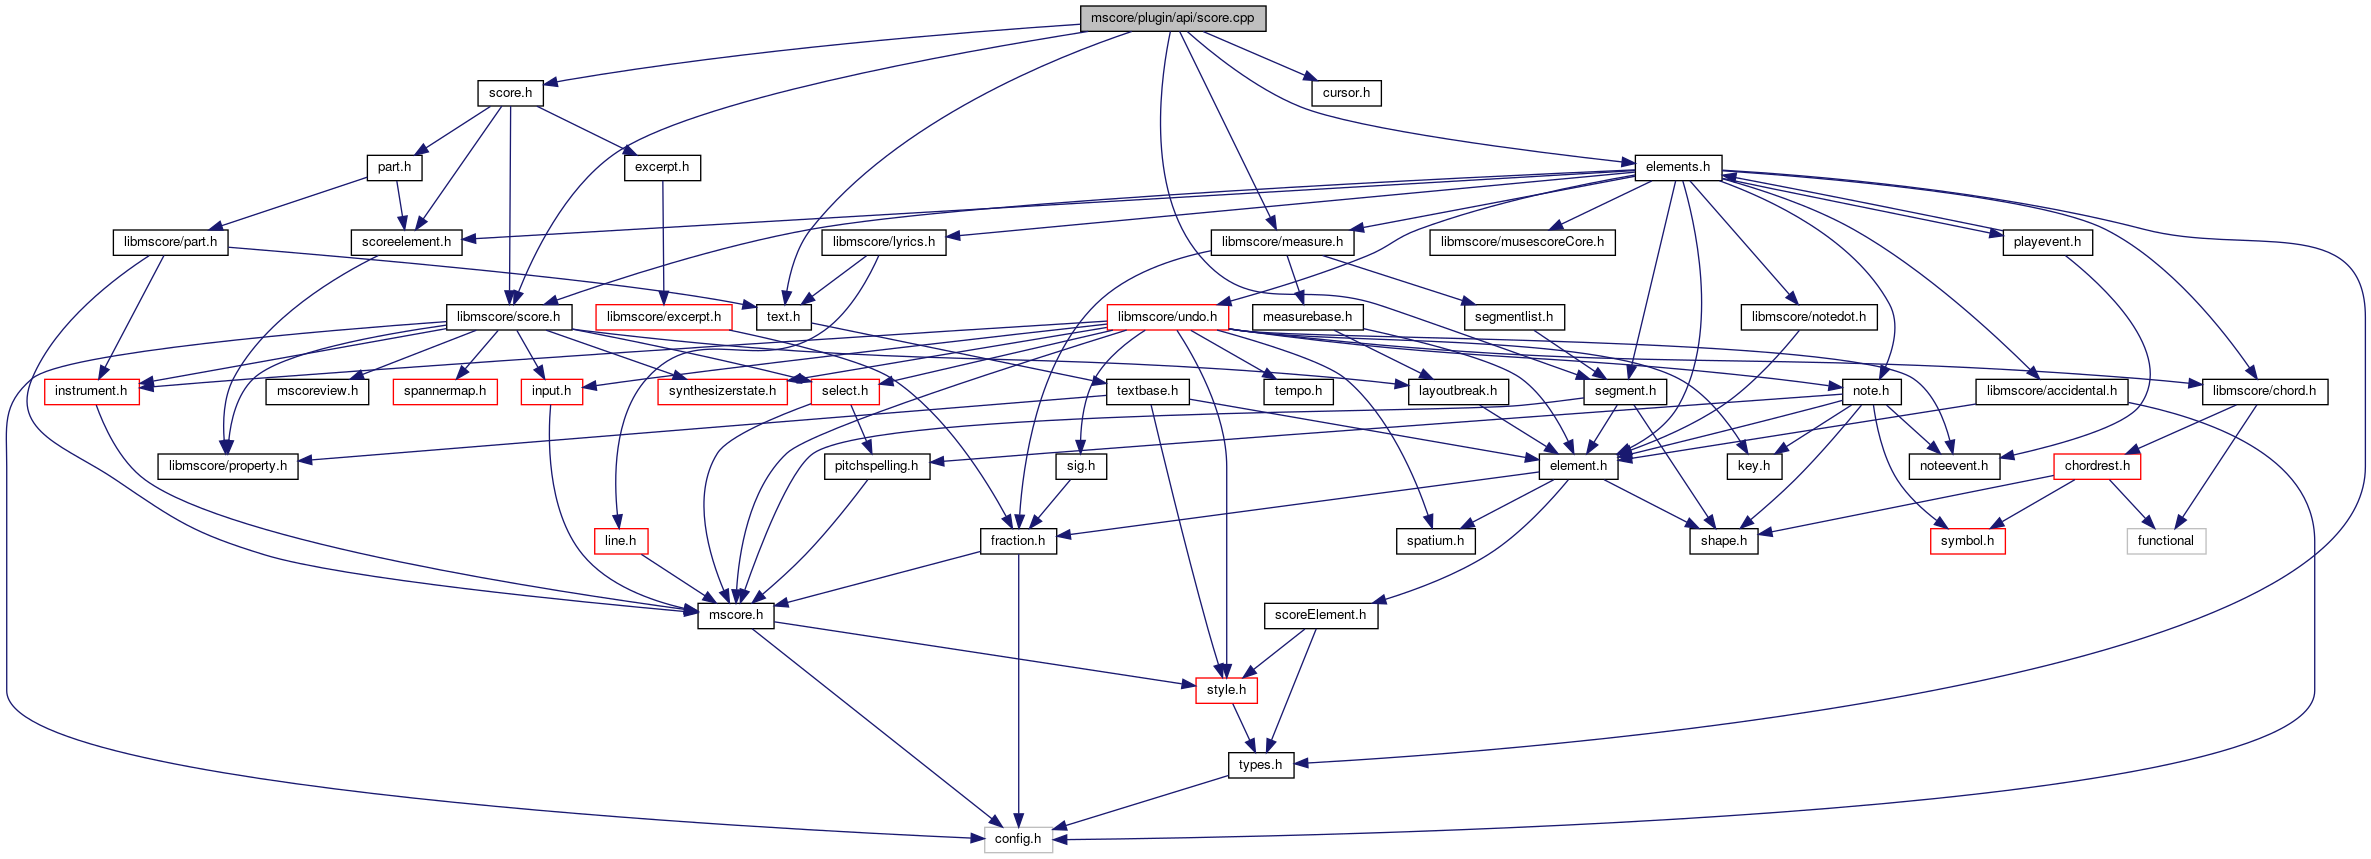 mscore/plugin/api/score.cpp
score.h
cursor.h
part.h
excerpt.h
elements.h
libmscore/part.h
scoreelement.h
libmscore/lyrics.h
libmscore/measure.h
libmscore/musescoreCore.h
playevent.h
libmscore/score.h
libmscore/excerpt.h
text.h
libmscore/undo.h
measurebase.h
segmentlist.h
libmscore/notedot.h
instrument.h
mscoreview.h
spannermap.h
input.h
synthesizerstate.h
select.h
textbase.h
tempo.h
layoutbreak.h
segment.h
note.h
libmscore/accidental.h
libmscore/chord.h
libmscore/property.h
pitchspelling.h
sig.h
element.h
key.h
noteevent.h
chordrest.h
line.h
fraction.h
spatium.h
shape.h
symbol.h
functional
mscore.h
scoreElement.h
style.h
types.h
config.h